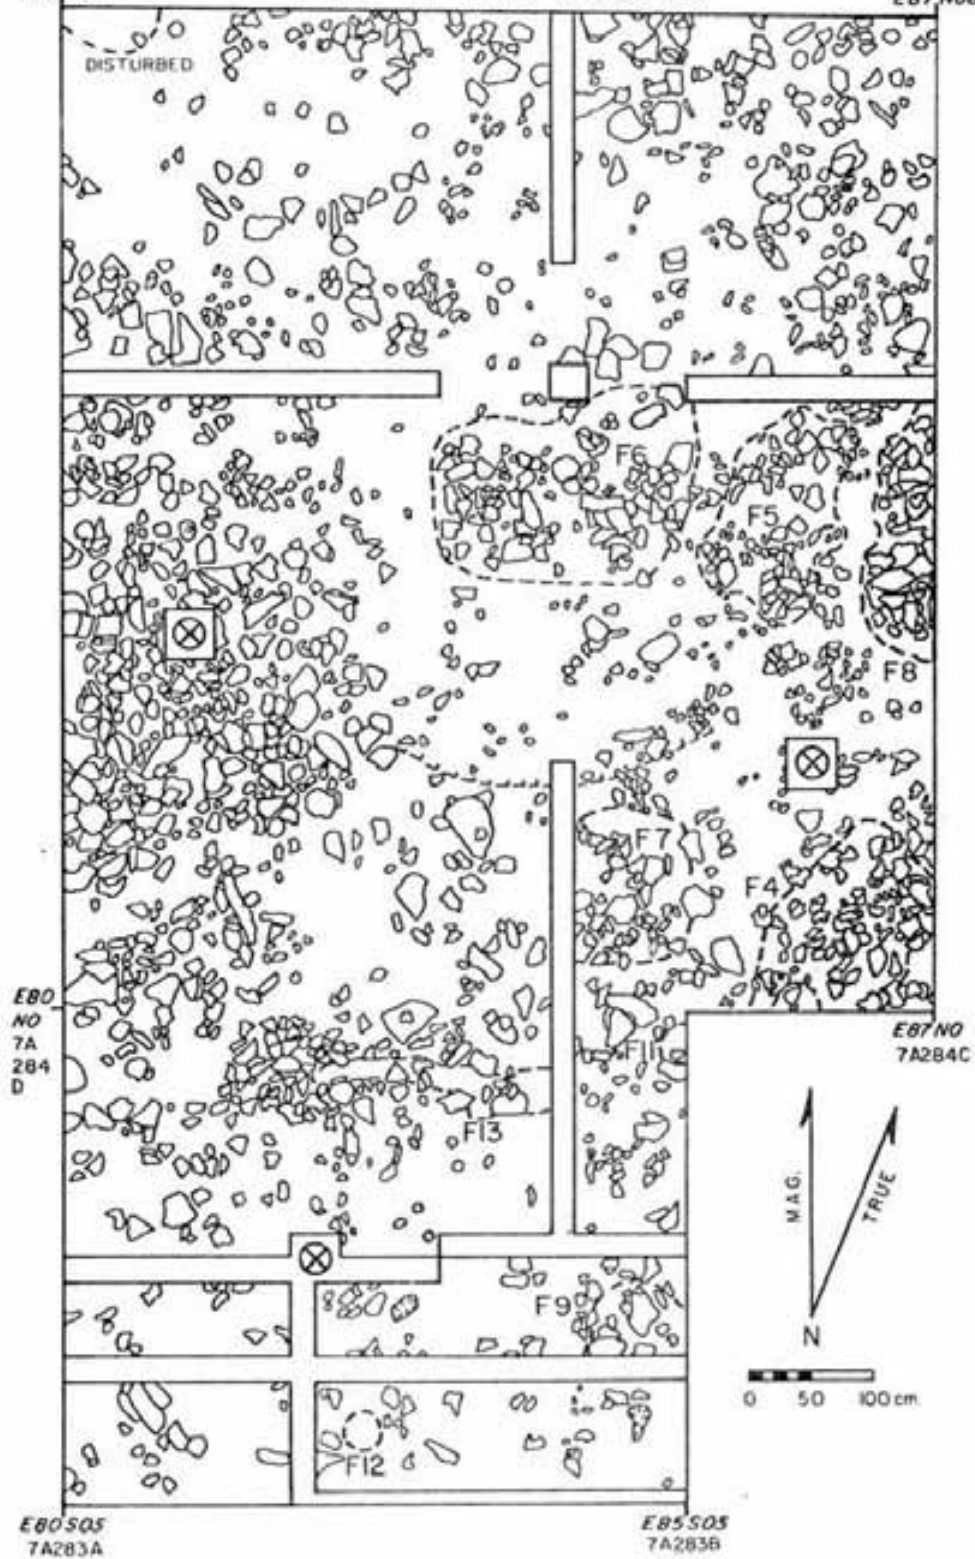 DISTURBED
F6
F5
F8
F7
F4
E80
N0
7A
284
D
E87 N0
7A284C
F11
F13
MAG.
TRUE
N
F9
0 50 100 cm
F12
E80 S05
7A283A
E85 S05
7A283B